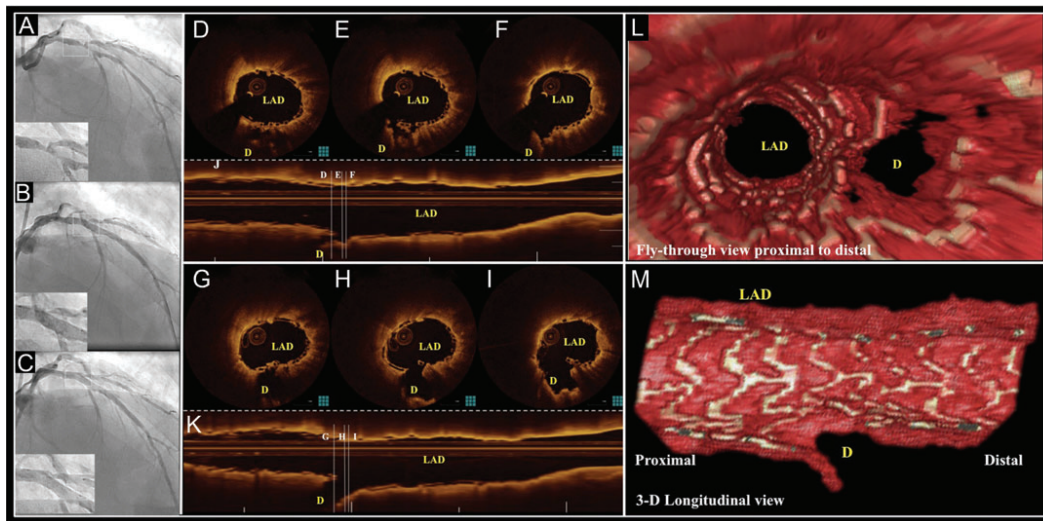 A
B
C
D
LAD
D
E
LAD
D
F
LAD
J
D
E
F
LAD
D
G
LAD
D
H
LAD
D
I
LAD
D
K
G
H
I
LAD
D
L
LAD
D
Fly-through view proximal to distal
M
LAD
D
Proximal
Distal
3-D Longitudinal view